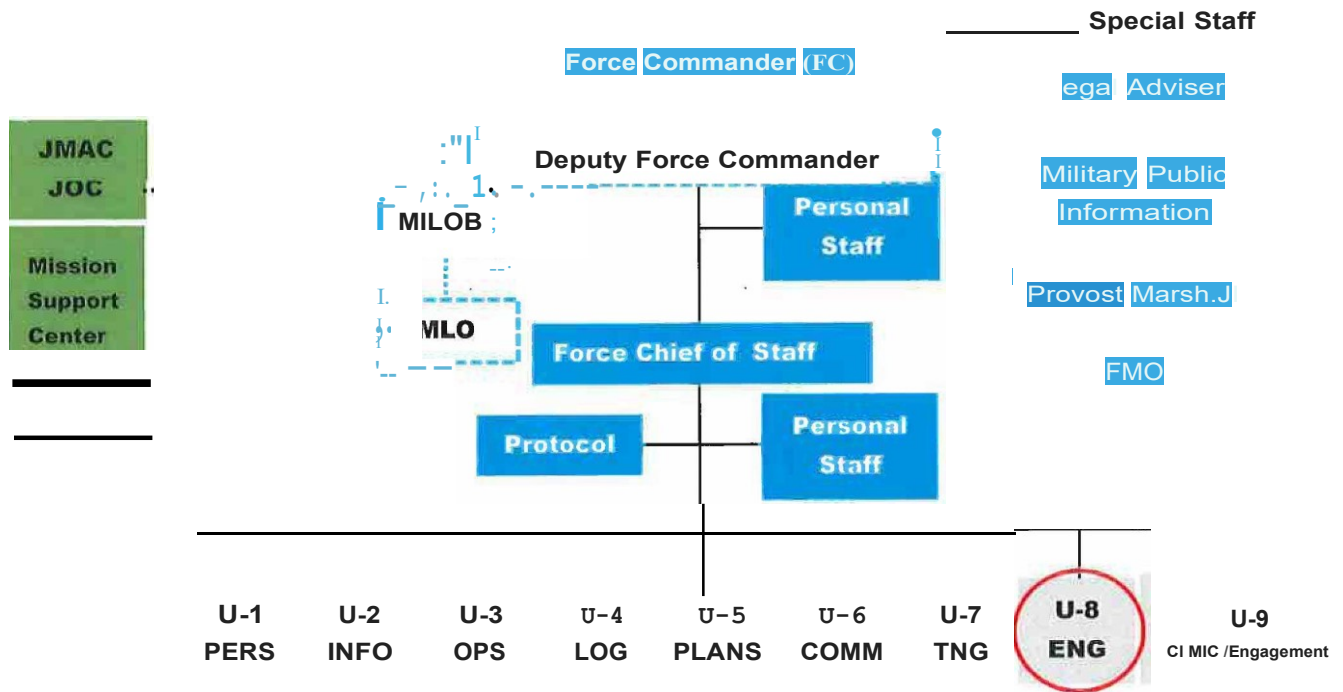 Special Staff
Force Commander (FC)
egal Adviser
JMAC
JOC
Deputy Force Commander
Military Public
Information
MILOB
Personal
Staff
Mission
Support
Center
Provost Marsh.J
MLO
Force Chief of Staff
FMO
Protocol
Personal
Staff
U-1
PERS
U-2
INFO
U-3
OPS
U-4
LOG
U-5
PLANS
U-6
COMM
U-7
TNG
U-8
ENG
U-9
CI MIC /Engagement